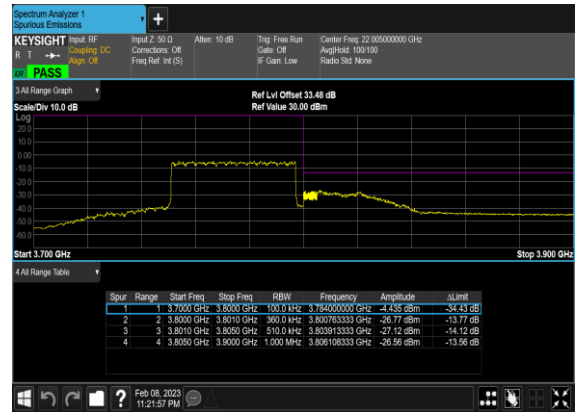 Spectrum Analyzer 1
Spurious Emissions
+
KEYSIGHT Input: RF Input Z: 50 Ω Atten: 10 dB Trig: Free Run Center Freq: 22.005000000 GHz
R T Coupling: DC Corrections: Off Gate: Off Avg|Hold: 100/100
Align: Off Freq Ref: Int (S) IF Gain: Low Radio Std: None
PASS
3 All Range Graph
Ref Lvl Offset 33.48 dB
Scale/Div 10.0 dB Ref Value 30.00 dBm
Log
20.0
10.0
0.00
-10.0
-20.0
-30.0
-40.0
-50.0
-60.0
Start 3.700 GHz Stop 3.900 GHz
4 All Range Table
Spur Range Start Freq Stop Freq RBW Frequency Amplitude ΔLimit
1 1 3.7000 GHz 3.8000 GHz 100.0 kHz 3.784000000 GHz -4.435 dBm -34.43 dB
2 2 3.8000 GHz 3.8010 GHz 360.0 kHz 3.800763333 GHz -26.77 dBm -13.77 dB
3 3 3.8010 GHz 3.8050 GHz 510.0 kHz 3.803913333 GHz -27.12 dBm -14.12 dB
4 4 3.8050 GHz 3.9000 GHz 1.000 MHz 3.806108333 GHz -26.56 dBm -13.56 dB
? Feb 08, 2023
11:21:57 PM